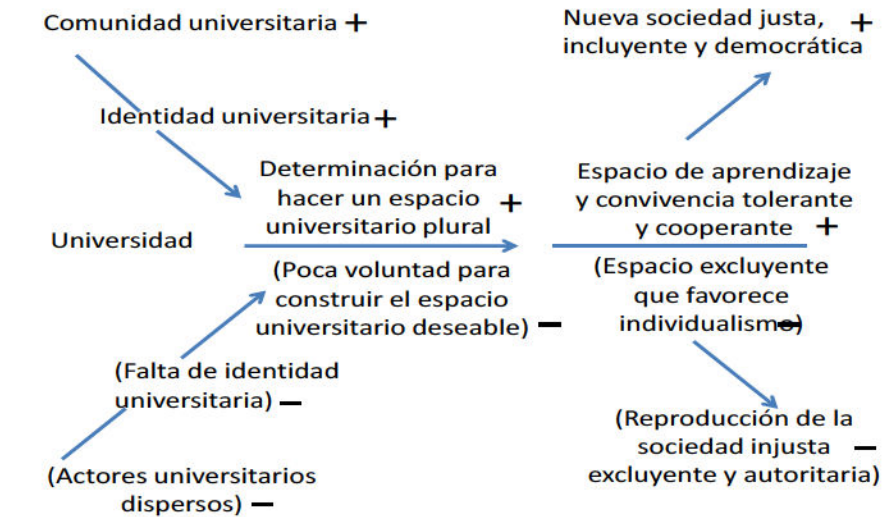 Comunidad universitaria +
Nueva sociedad justa, +
incluyente y democrática
Identidad universitaria +
Determinación para
hacer un espacio +
universitario plural
Espacio de aprendizaje
y convivencia tolerante
y cooperante +
Universidad
(Poca voluntad para
construir el espacio
universitario deseable) −
(Espacio excluyente
que favorece
individualismo) −
(Falta de identidad
universitaria) −
(Reproducción de la
sociedad injusta −
excluyente y autoritaria)
(Actores universitarios
dispersos) −